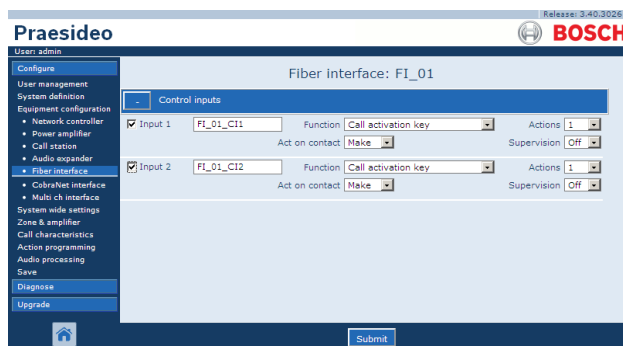 Release: 3.40.3026
Praesideo
BOSCH
User: admin
Configure
User management
System definition
Equipment configuration
• Network controller
• Power amplifier
• Call station
• Audio expander
• Fiber interface
• CobraNet interface
• Multi ch interface
System wide settings
Zone & amplifier
Call characteristics
Action programming
Audio processing
Save
Diagnose
Upgrade
Fiber interface: FI_01
- Control inputs
Input 1 FI_01_CI1 Function Call activation key Actions 1
Act on contact Make Supervision Off
Input 2 FI_01_CI2 Function Call activation key Actions 1
Act on contact Make Supervision Off
Submit